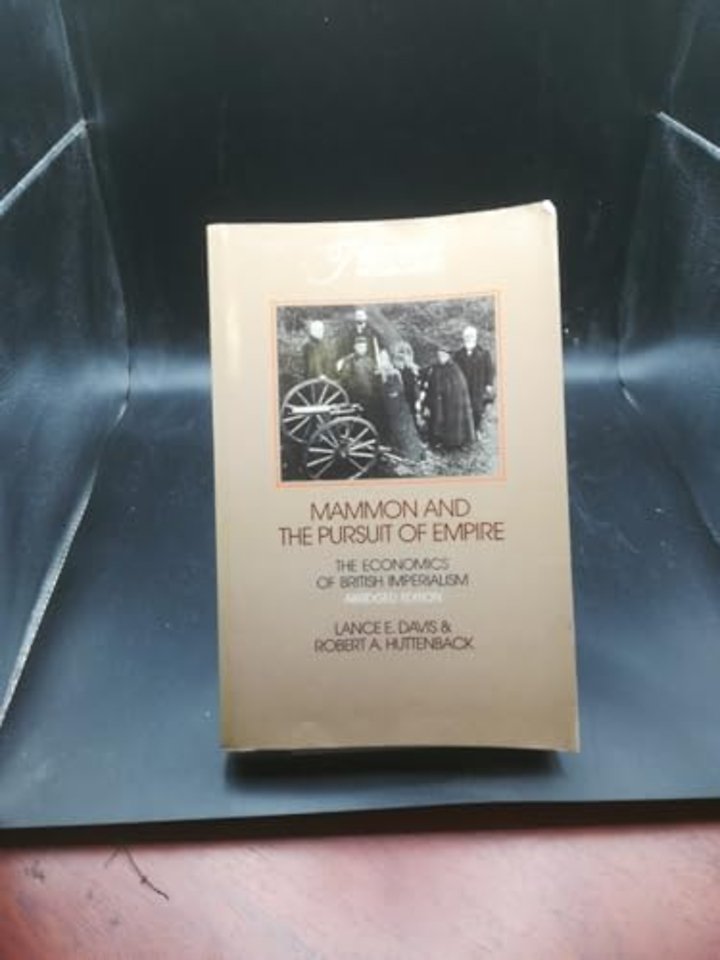 MAMMON AND
THE PURSUIT OF EMPIRE
THE ECONOMICS
OF BRITISH IMPERIALISM
ABRIDGED EDITION
LANCE E. DAVIS &
ROBERT A. HUTTENBACK